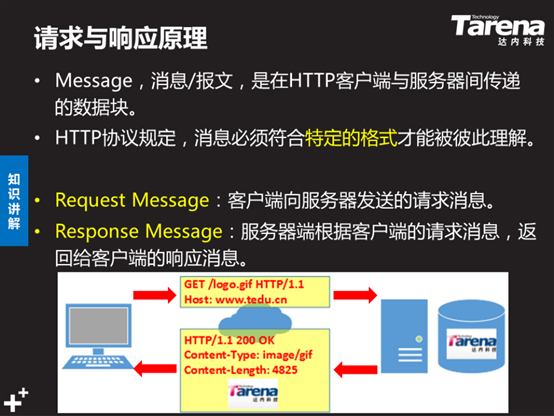 请求与响应原理
Technology
Tarena
达内科技
• Message，消息/报文，是在HTTP客户端与服务器间传递
的数据块。
• HTTP协议规定，消息必须符合特定的格式才能被彼此理解。
知识讲解
• Request Message：客户端向服务器发送的请求消息。
• Response Message：服务器端根据客户端的请求消息，返
回给客户端的响应消息。
GET /logo.gif HTTP/1.1
Host: www.tedu.cn
HTTP/1.1 200 OK
Content-Type: image/gif
Content-Length: 4825
Technology
Tarena
达内科技
Technology
Tarena
达内科技